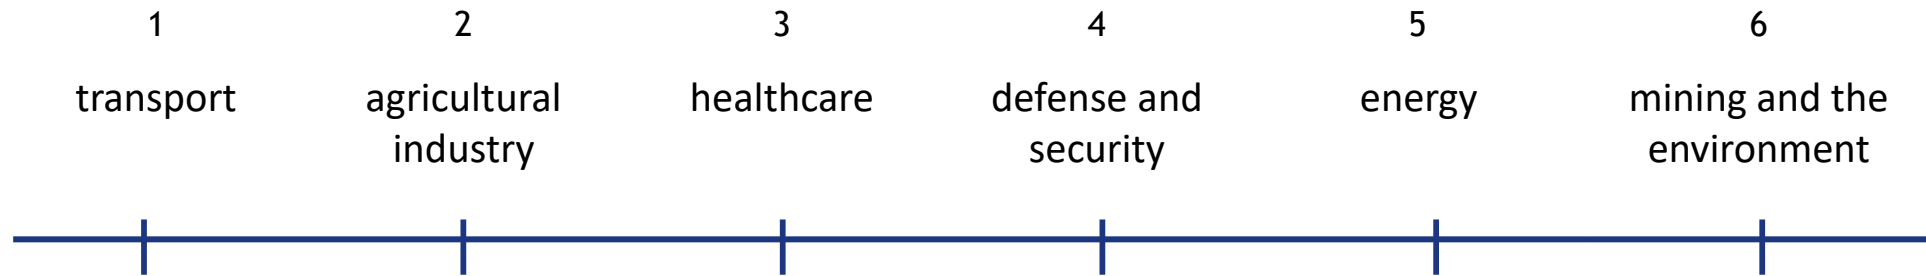 1 2 3 4 5 6
transport agricultural healthcare defense and energy mining and the
industry security environment